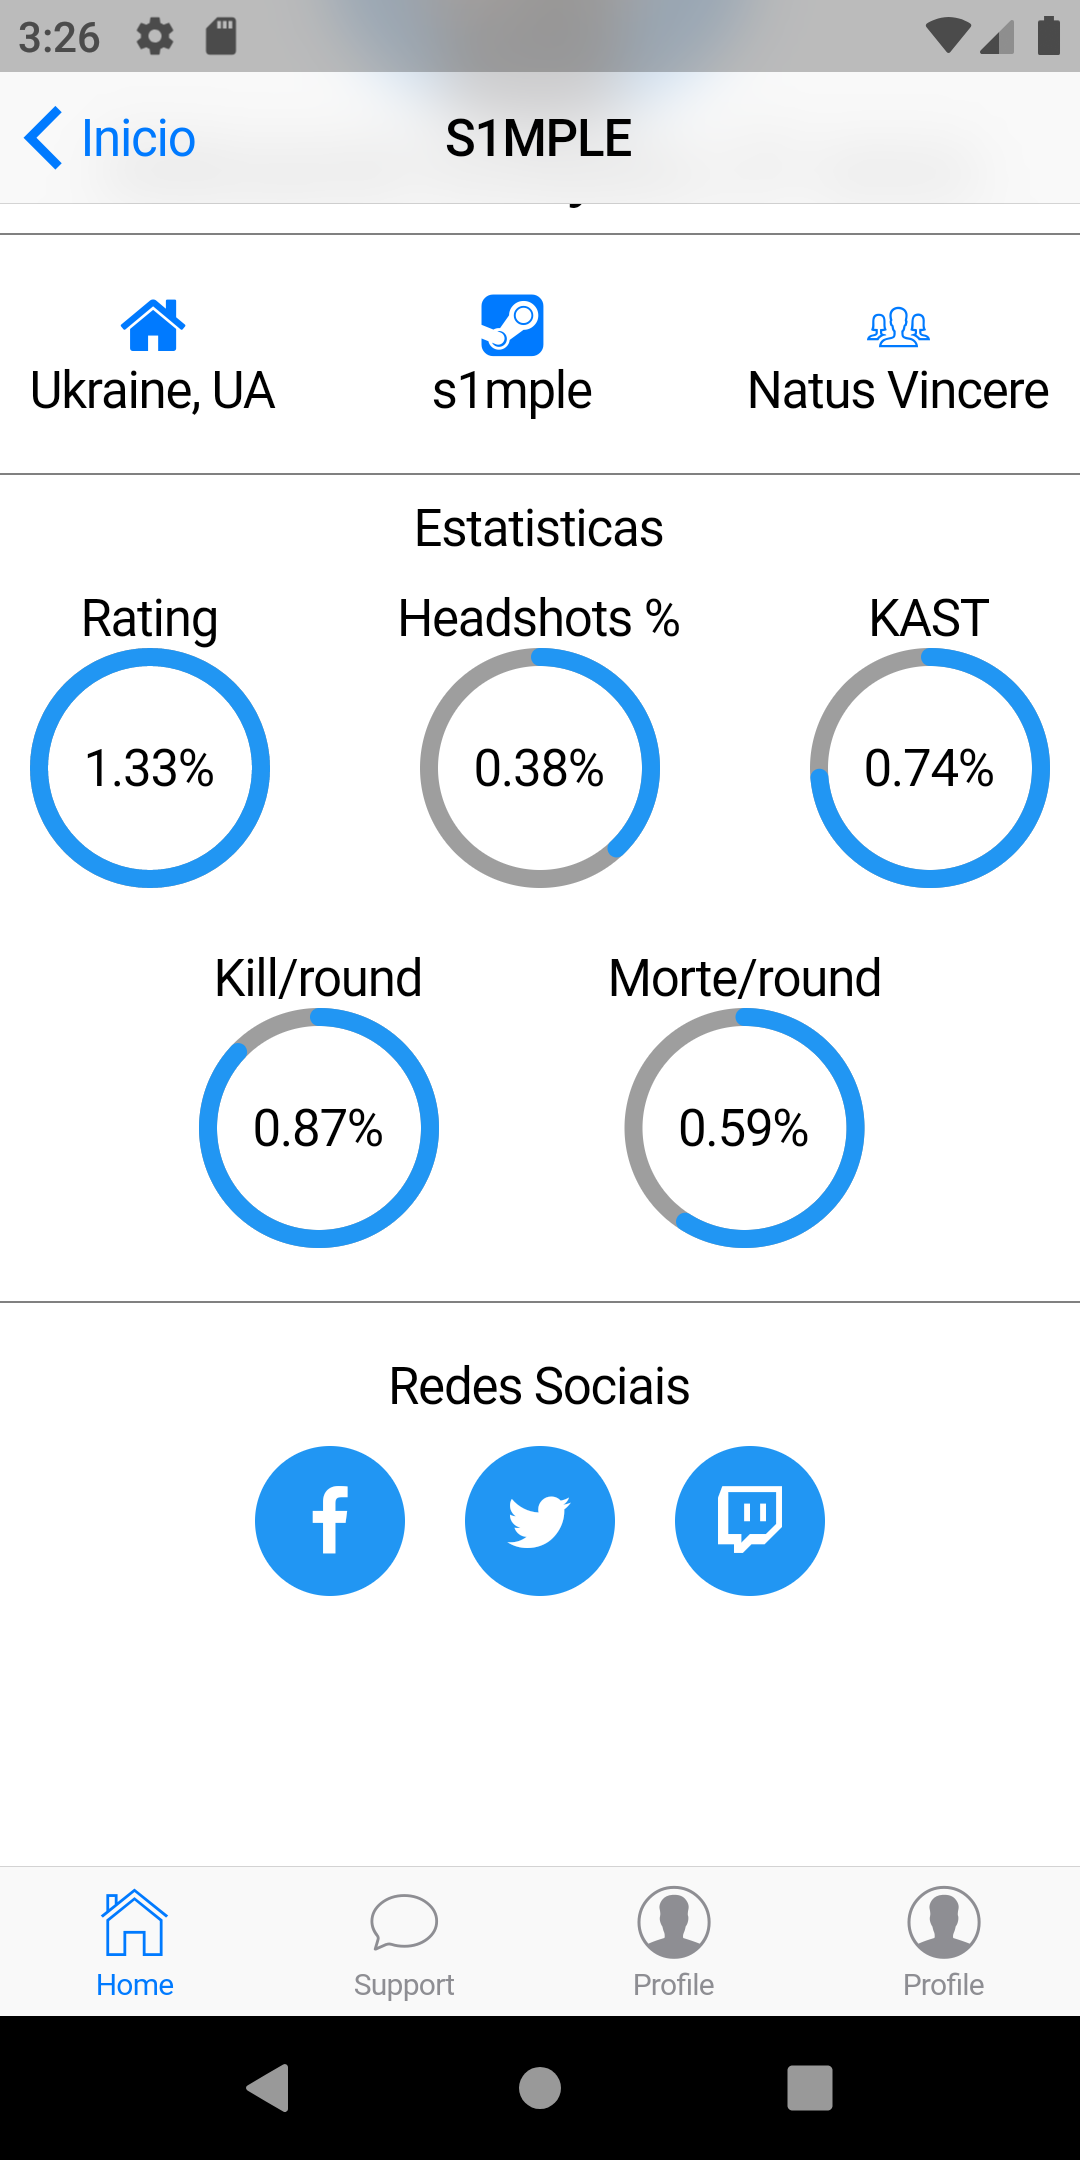 3:26
Inicio
S1MPLE
Ukraine, UA
s1mple
Natus Vincere
Estatisticas
Rating
Headshots %
KAST
1.33%
0.38%
0.74%
Kill/round
Morte/round
0.87%
0.59%
Redes Sociais
Home
Support
Profile
Profile